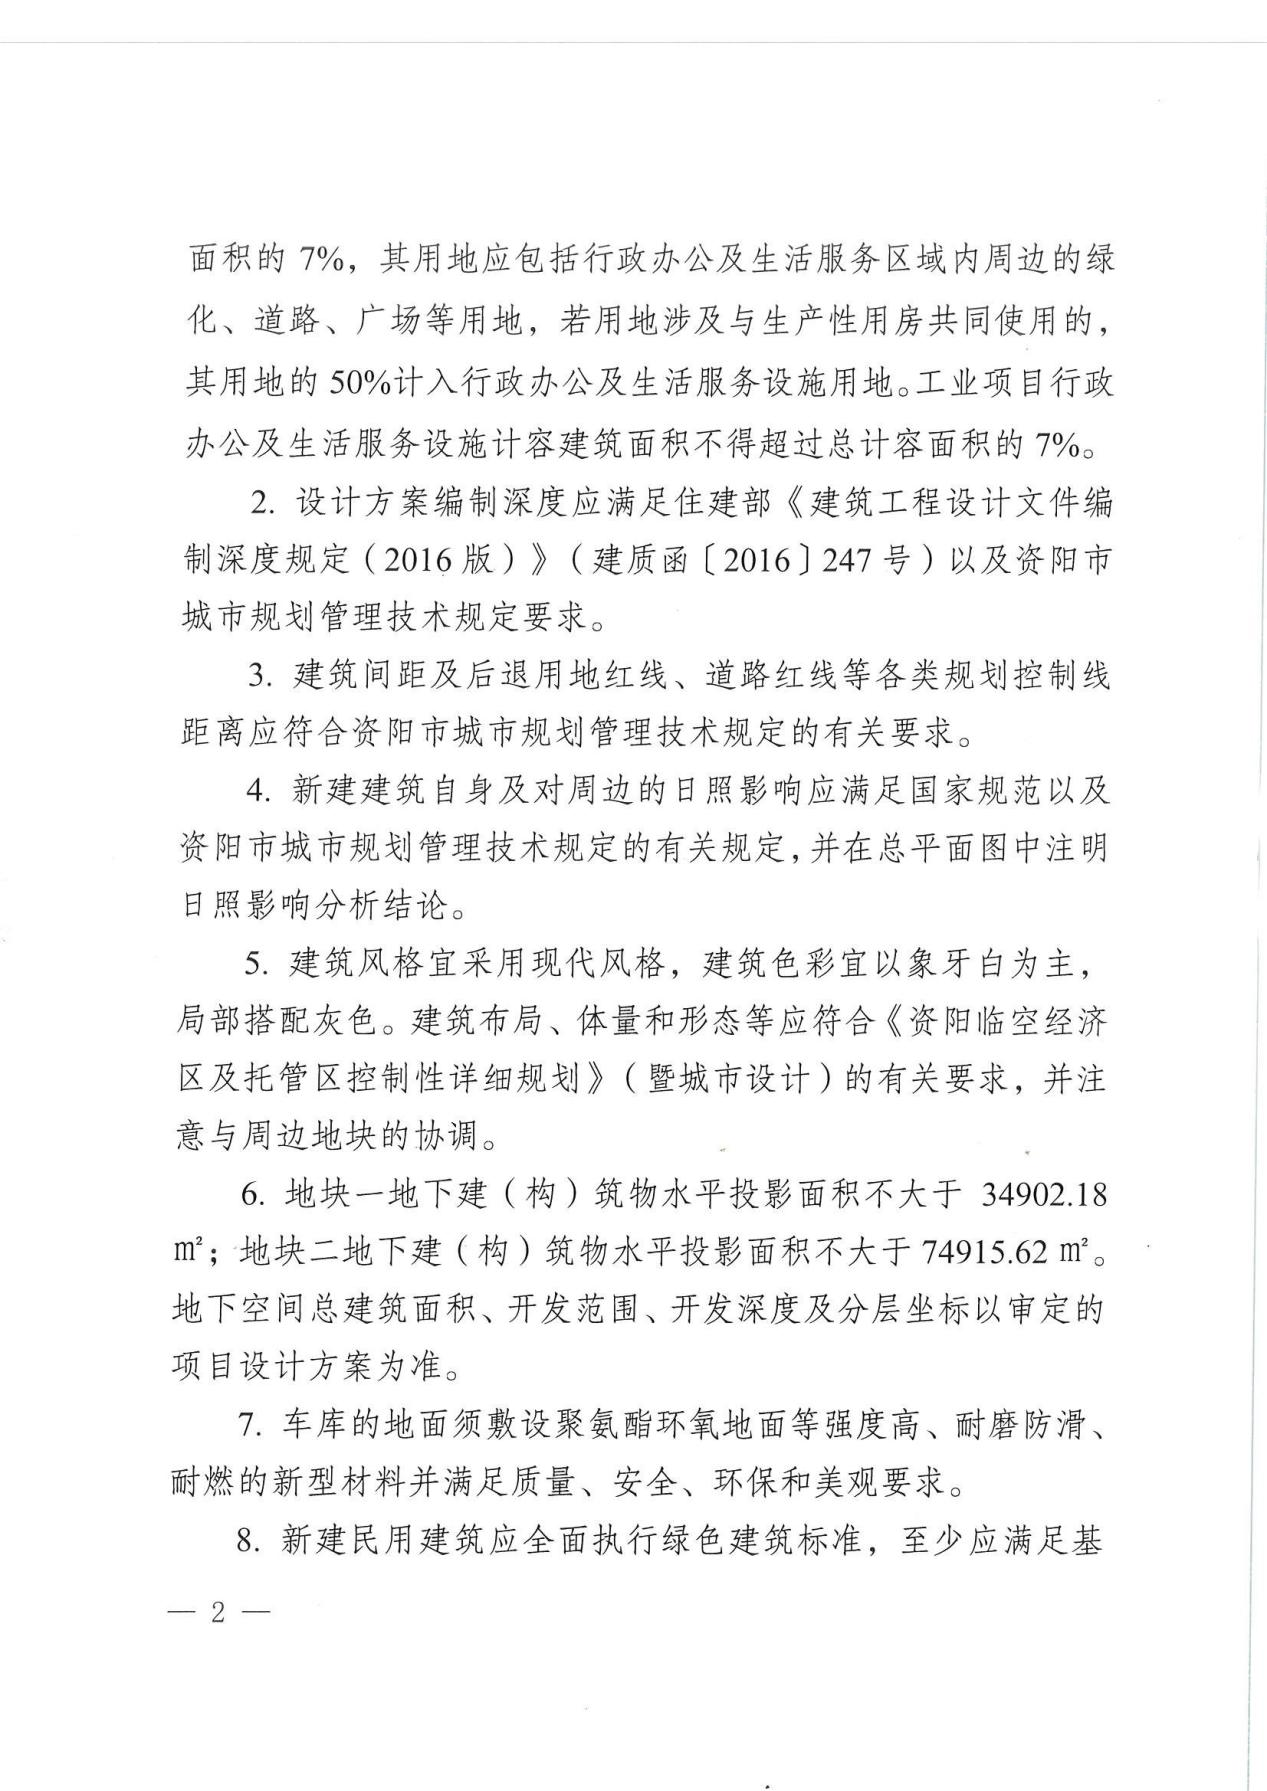 面积的 7%，其用地应包括行政办公及生活服务区域内周边的绿
化、道路、广场等用地，若用地涉及与生产性用房共同使用的，
其用地的 50%计入行政办公及生活服务设施用地。工业项目行政
办公及生活服务设施计容建筑面积不得超过总计容面积的 7%。
2. 设计方案编制深度应满足住建部《建筑工程设计文件编
制深度规定（2016 版）》（建质函〔2016〕247 号）以及资阳市
城市规划管理技术规定要求。
3. 建筑间距及后退用地红线、道路红线等各类规划控制线
距离应符合资阳市城市规划管理技术规定的有关要求。
4. 新建建筑自身及对周边的日照影响应满足国家规范以及
资阳市城市规划管理技术规定的有关规定，并在总平面图中注明
日照影响分析结论。
5. 建筑风格宜采用现代风格，建筑色彩宜以象牙白为主，
局部搭配灰色。建筑布局、体量和形态等应符合《资阳临空经济
区及托管区控制性详细规划》（暨城市设计）的有关要求，并注
意与周边地块的协调。
6. 地块一地下建（构）筑物水平投影面积不大于 34902.18
㎡；地块二地下建（构）筑物水平投影面积不大于 74915.62 ㎡。
地下空间总建筑面积、开发范围、开发深度及分层坐标以审定的
项目设计方案为准。
7. 车库的地面须敷设聚氨酯环氧地面等强度高、耐磨防滑、
耐燃的新型材料并满足质量、安全、环保和美观要求。
8. 新建民用建筑应全面执行绿色建筑标准，至少应满足基
— 2 —